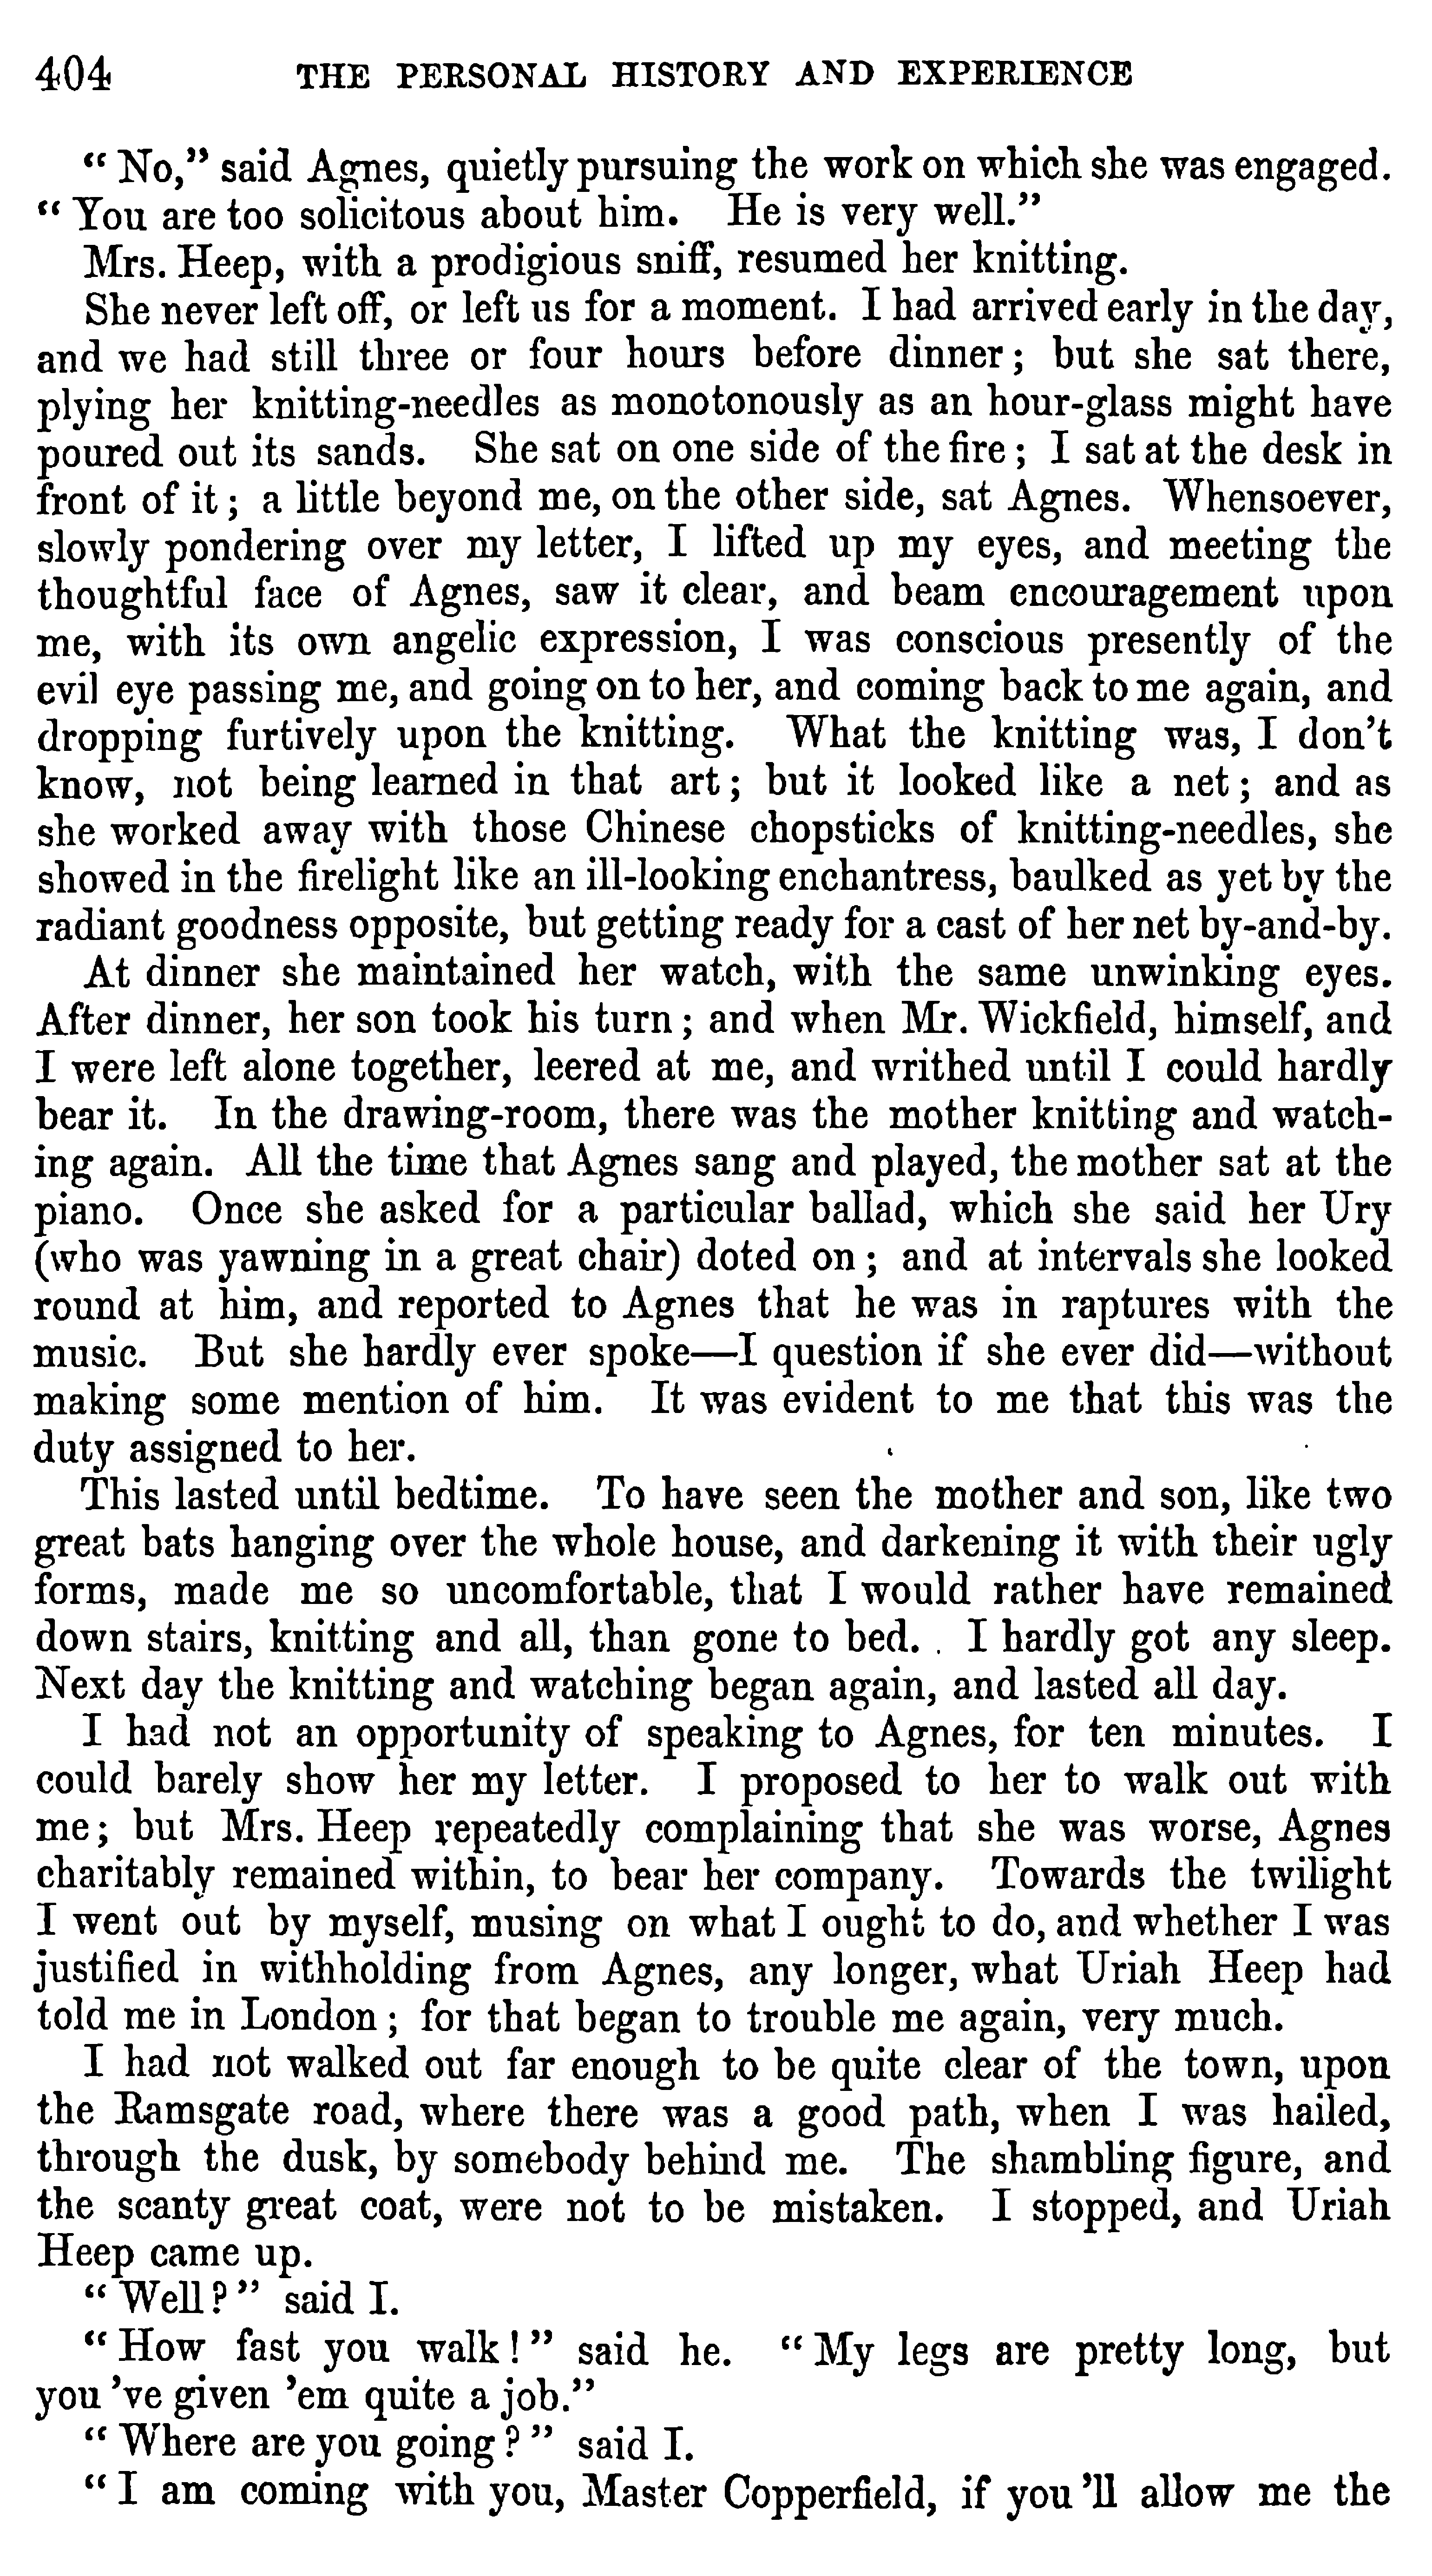 404 THE PERSONAL HISTORY AND EXPERIENCE
“ No,” said Agnes, quietly pursuing the work on which she was engaged.
“ You are too solicitous about him. He is very well.”
Mrs. Heep, with a prodigious sniff, resumed her knitting.
She never left off, or left us for a moment. I had arrived early in the day,
and we had still three or four hours before dinner ; but she sat there,
plying her knitting-needles as monotonously as an hour-glass might have
poured out its sands. She sat on one side of the fire ; I sat at the desk in
front of it ; a little beyond me, on the other side, sat Agnes. Whensoever,
slowly pondering over my letter, I lifted up my eyes, and meeting the
thoughtful face of Agnes, saw it clear, and beam encouragement upon
me, with its own angelic expression, I was conscious presently of the
evil eye passing me, and going on to her, and coming back to me again, and
dropping furtively upon the knitting. What the knitting was, I don’t
know, not being learned in that art ; but it looked like a net ; and as
she worked away with those Chinese chopsticks of knitting-needles, she
showed in the firelight like an ill-looking enchantress, baulked as yet by the
radiant goodness opposite, but getting ready for a cast of her net by-and-by.
At dinner she maintained her watch, with the same unwinking eyes.
After dinner, her son took his turn ; and when Mr. Wickfield, himself, and
I were left alone together, leered at me, and writhed until I could hardly
bear it. In the drawing-room, there was the mother knitting and watch-
ing again. All the time that Agnes sang and played, the mother sat at the
piano. Once she asked for a particular ballad, which she said her Ury
(who was yawning in a great chair) doted on ; and at intervals she looked
round at him, and reported to Agnes that he was in raptures with the
music. But she hardly ever spoke—I question if she ever did—without
making some mention of him. It was evident to me that this was the
duty assigned to her.
This lasted until bedtime. To have seen the mother and son, like two
great bats hanging over the whole house, and darkening it with their ugly
forms, made me so uncomfortable, that I would rather have remained
down stairs, knitting and all, than gone to bed. I hardly got any sleep.
Next day the knitting and watching began again, and lasted all day.
I had not an opportunity of speaking to Agnes, for ten minutes. I
could barely show her my letter. I proposed to her to walk out with
me ; but Mrs. Heep repeatedly complaining that she was worse, Agnes
charitably remained within, to bear her company. Towards the twilight
I went out by myself, musing on what I ought to do, and whether I was
justified in withholding from Agnes, any longer, what Uriah Heep had
told me in London ; for that began to trouble me again, very much.
I had not walked out far enough to be quite clear of the town, upon
the Ramsgate road, where there was a good path, when I was hailed,
through the dusk, by somebody behind me. The shambling figure, and
the scanty great coat, were not to be mistaken. I stopped, and Uriah
Heep came up.
“ Well ? ” said I.
“ How fast you walk ! ” said he. “ My legs are pretty long, but
you ’ve given ’em quite a job.”
“ Where are you going ? ” said I.
“ I am coming with you, Master Copperfield, if you ’ll allow me the